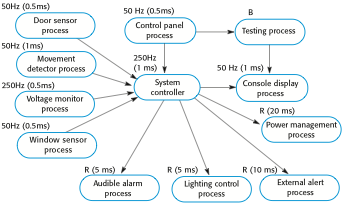 50Hz (0.5ms)
Door sensor
process
50 Hz (0.5ms)
Control panel
process
B
Testing process
50Hz (1ms)
Movement
detector process
250Hz
(1 ms)
50 Hz (1 ms)
Console display
process
250Hz (0.5ms)
Voltage monitor
process
System
controller
R (20 ms)
Power management
process
50Hz (0.5ms)
Window sensor
process
R (5 ms)
Audible alarm
process
R (5 ms)
Lighting control
process
R (10 ms)
External alert
process